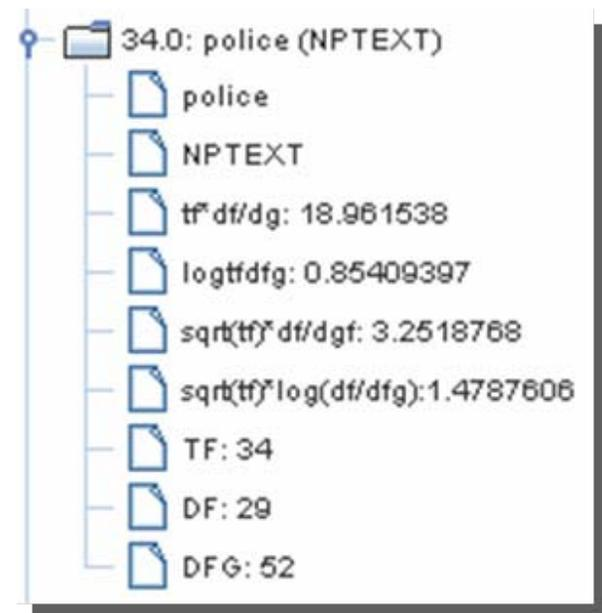 34.0: police (NPTEXT)
police
NPTEXT
tf*df/dg: 18.961538
logtfdfg: 0.85409397
sqrt(tf)*df/dgf: 3.2518768
sqrt(tf)*log(df/dfg):1.4787606
TF: 34
DF: 29
DFG: 52